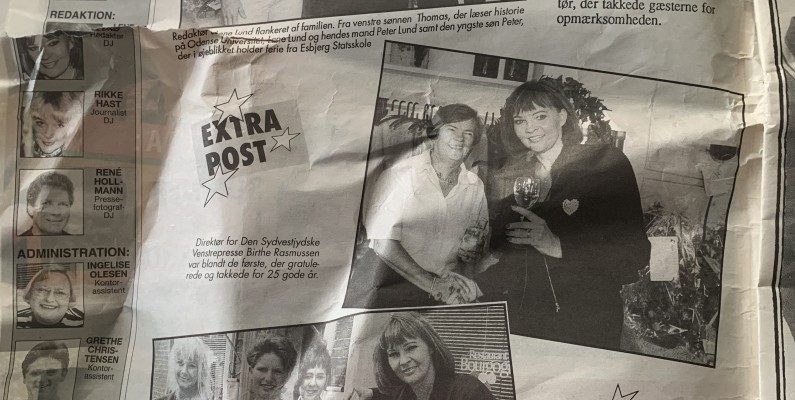 REDAKTION:
LENE
LUND
Redaktør
DJ
RIKKE
HAST
Journalist
DJ
RENÉ
HOLL-
MANN
Presse-
fotograf-
DJ
ADMINISTRATION:
INGELISE
OLESEN
Kontor-
assistent
GRETHE
CHRIS-
TENSEN
Kontor-
assistent
Redaktør Lene Lund flankeret af familien. Fra venstre sønnen Thomas, der læser historie
på Odense Universitet, Lene Lund og hendes mand Peter Lund samt den yngste søn Peter,
der i øjeblikket holder ferie fra Esbjerg Statsskole
tør, der takkede gæsterne for
opmærksomheden.
EXTRA
POST
Direktør for Den Sydvestjydske
Venstrepresse Birthe Rasmussen
var blandt de første, der gratule-
rede og takkede for 25 gode år.
Restaurant